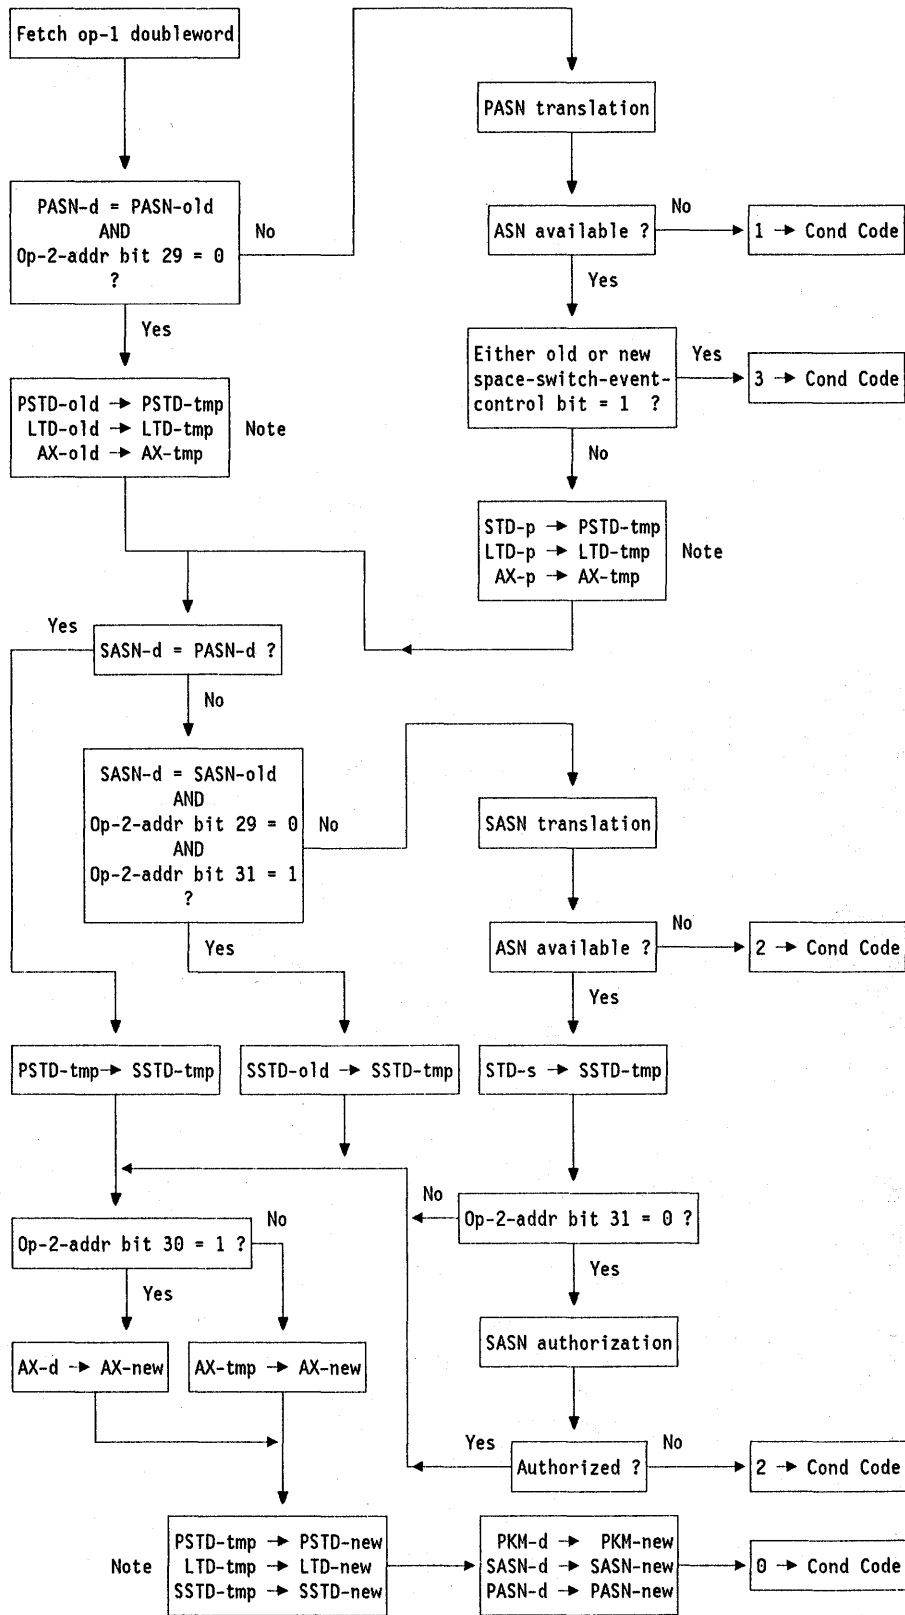 Fetch op-1 doubleword
PASN translation
PASN-d = PASN-old
AND
Op-2-addr bit 29 = 0
?
No
ASN available ?
No
1 → Cond Code
Yes
Yes
Either old or new
space-switch-event-
control bit = 1 ?
Yes
3 → Cond Code
No
PSTD-old → PSTD-tmp
LTD-old → LTD-tmp
AX-old → AX-tmp
Note
STD-p → PSTD-tmp
LTD-p → LTD-tmp
AX-p → AX-tmp
Note
Yes
SASN-d = PASN-d ?
No
SASN-d = SASN-old
AND
Op-2-addr bit 29 = 0
AND
Op-2-addr bit 31 = 1
?
No
SASN translation
Yes
ASN available ?
No
2 → Cond Code
Yes
PSTD-tmp → SSTD-tmp
SSTD-old → SSTD-tmp
STD-s → SSTD-tmp
Op-2-addr bit 30 = 1 ?
No
No
Op-2-addr bit 31 = 0 ?
Yes
Yes
AX-d → AX-new
AX-tmp → AX-new
SASN authorization
Yes
Authorized ?
No
2 → Cond Code
Note
PSTD-tmp → PSTD-new
LTD-tmp → LTD-new
SSTD-tmp → SSTD-new
PKM-d → PKM-new
SASN-d → SASN-new
PASN-d → PASN-new
0 → Cond Code